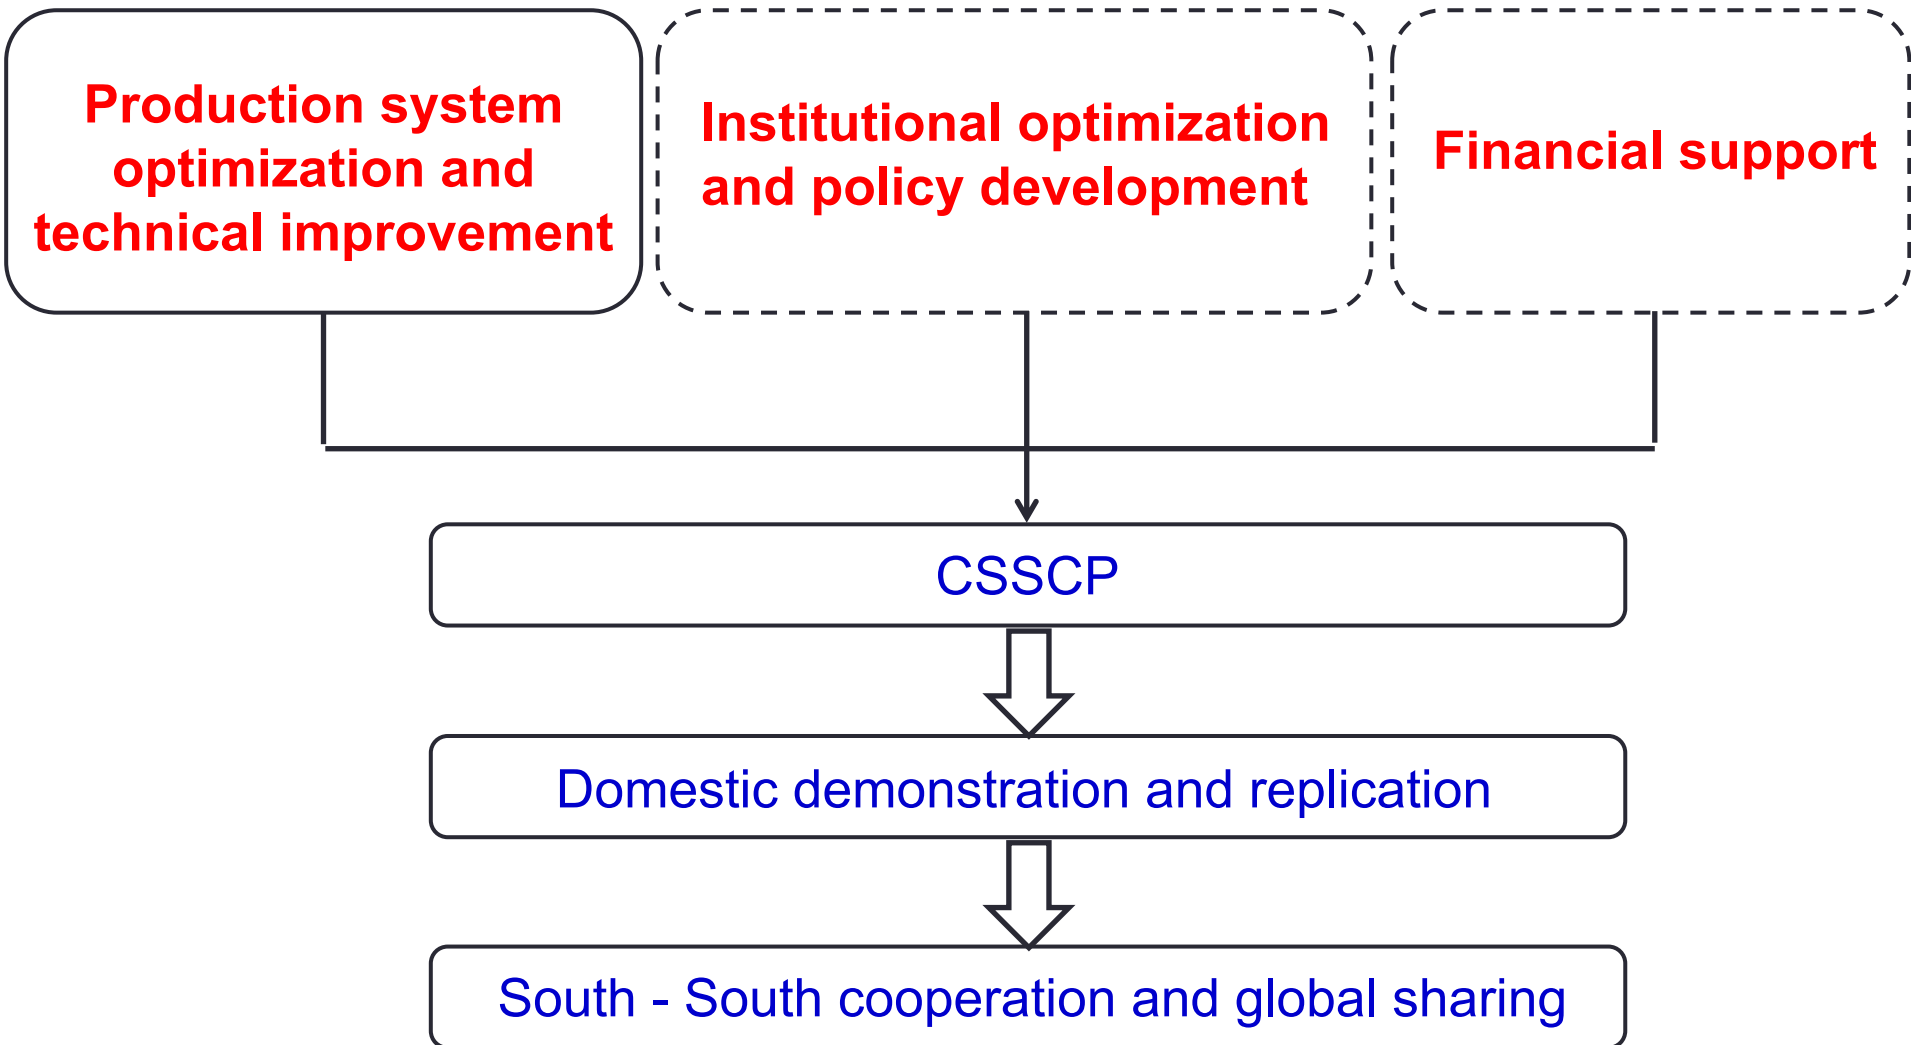 Production system
optimization and
technical improvement
Institutional optimization
and policy development
Financial support
CSSCP
Domestic demonstration and replication
South - South cooperation and global sharing